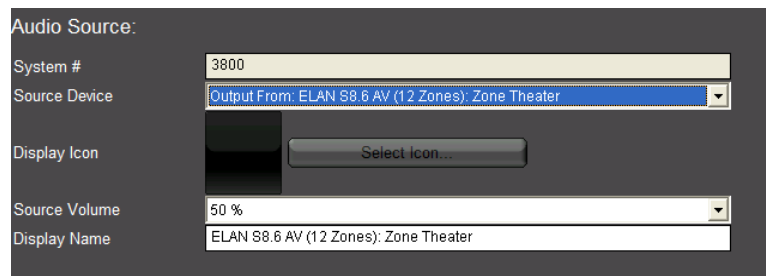 Audio Source:
System # 3800
Source Device Output From: ELAN S8.6 AV (12 Zones): Zone Theater
Display Icon Select Icon...
Source Volume 50 %
Display Name ELAN S8.6 AV (12 Zones): Zone Theater